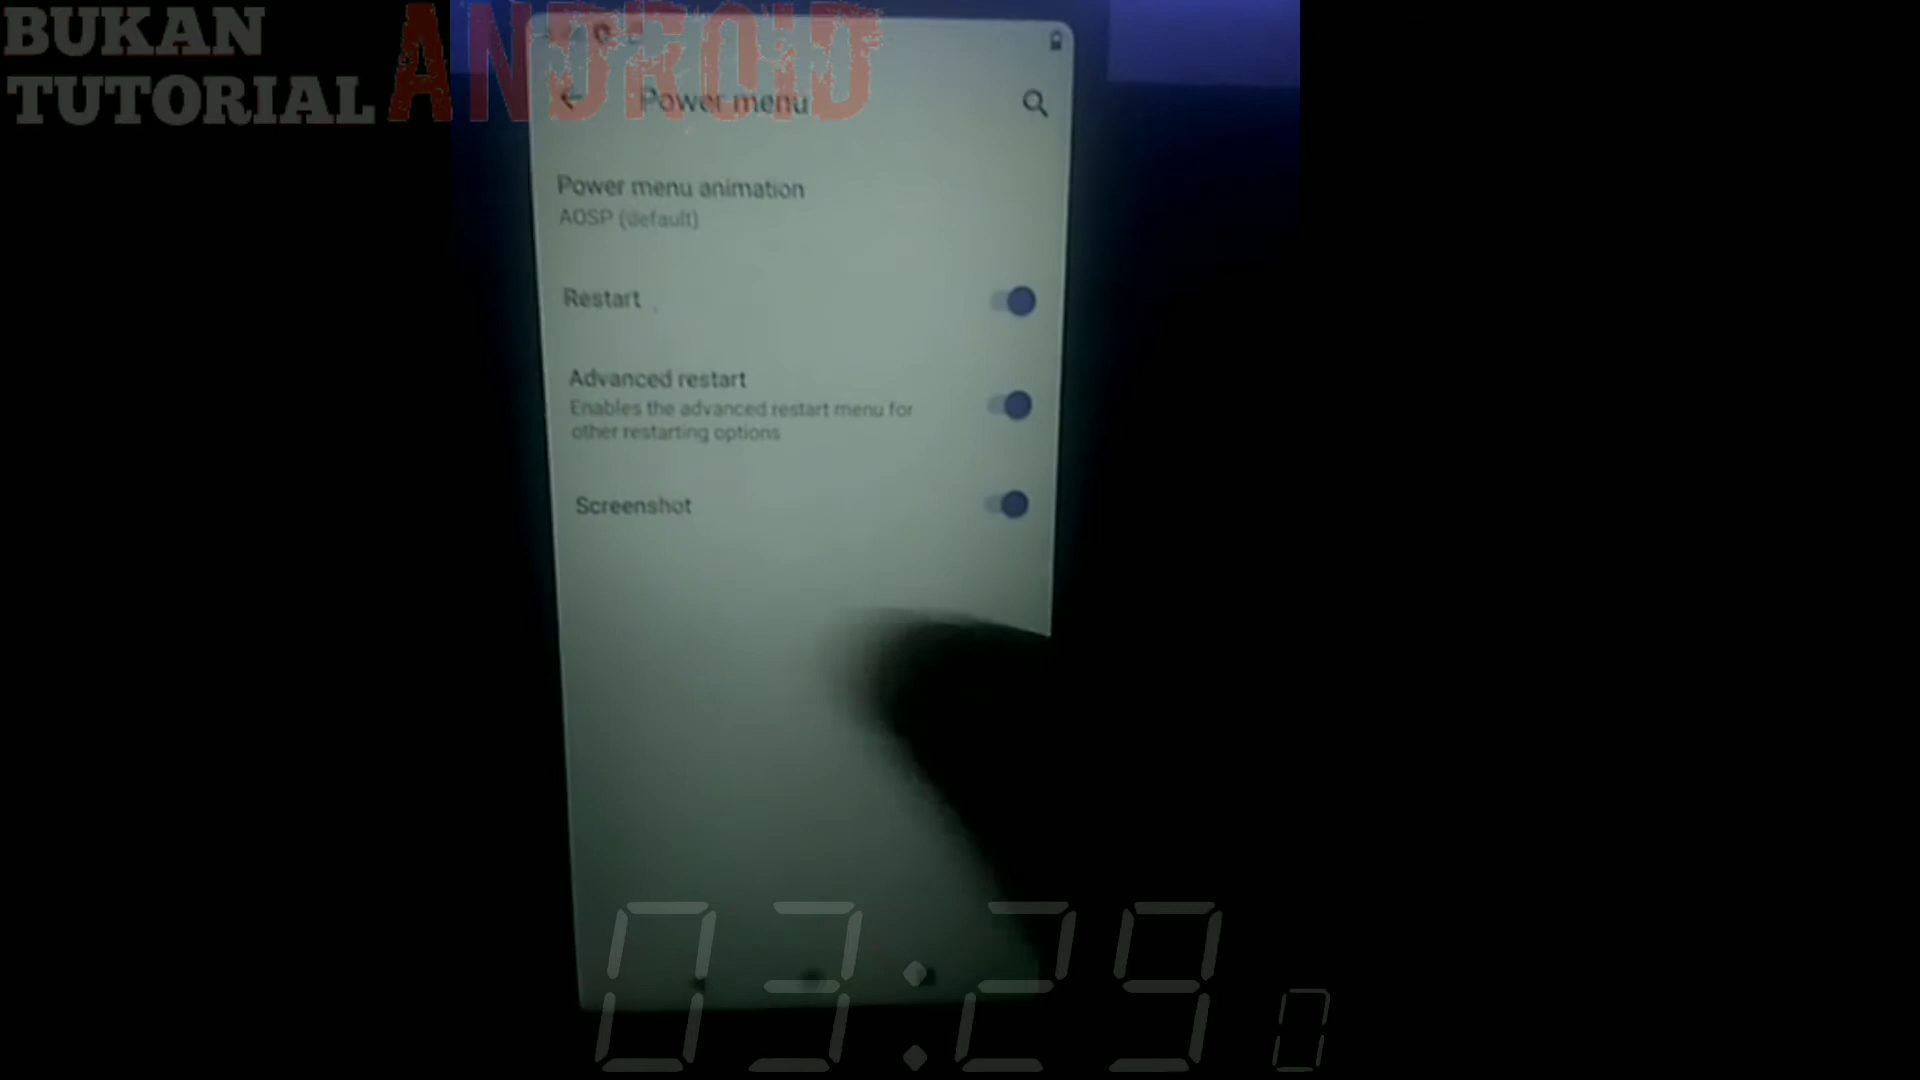 BUKAN
TUTORIAL ANDROID
Power menu
Power menu animation
AOSP (default)
Restart
Advanced restart
Enables the advanced restart menu for
other restarting options
Screenshot
03:29 0